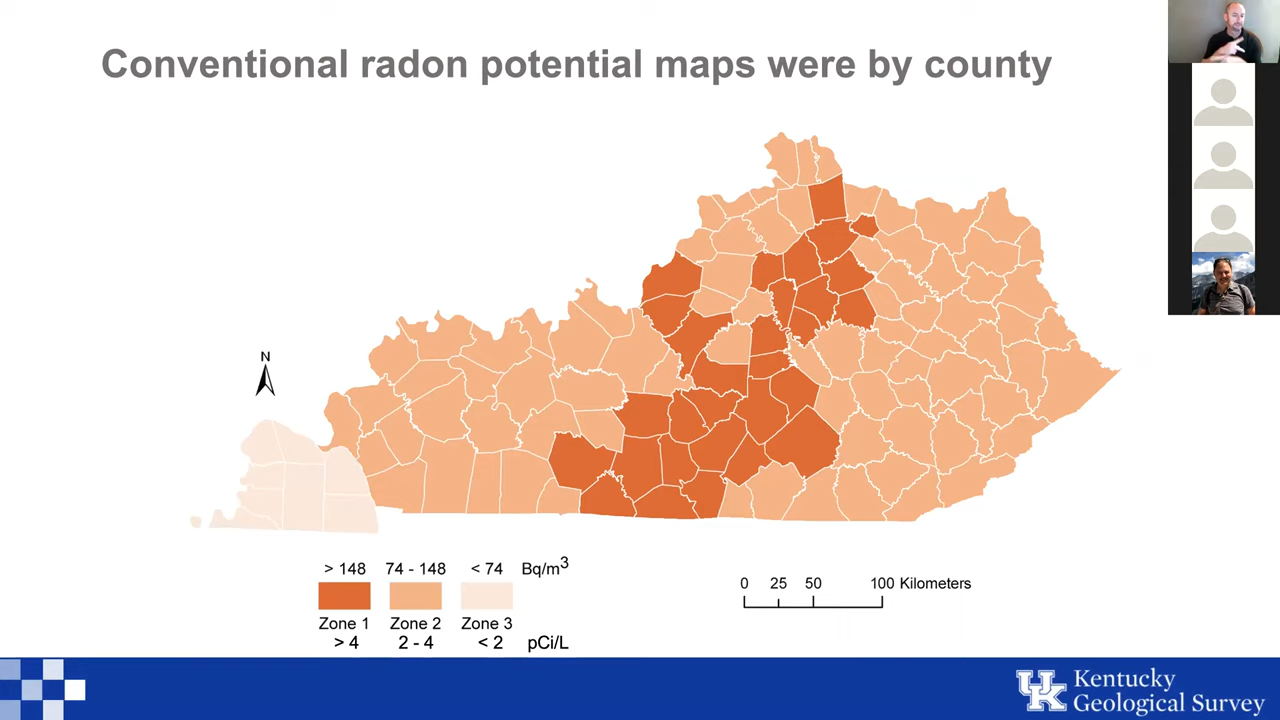 Conventional radon potential maps were by county
N
> 148 74 - 148 < 74 Bq/m3
Zone 1 Zone 2 Zone 3
> 4 2 - 4 < 2 pCi/L
0 25 50 100 Kilometers
UK Kentucky
Geological Survey